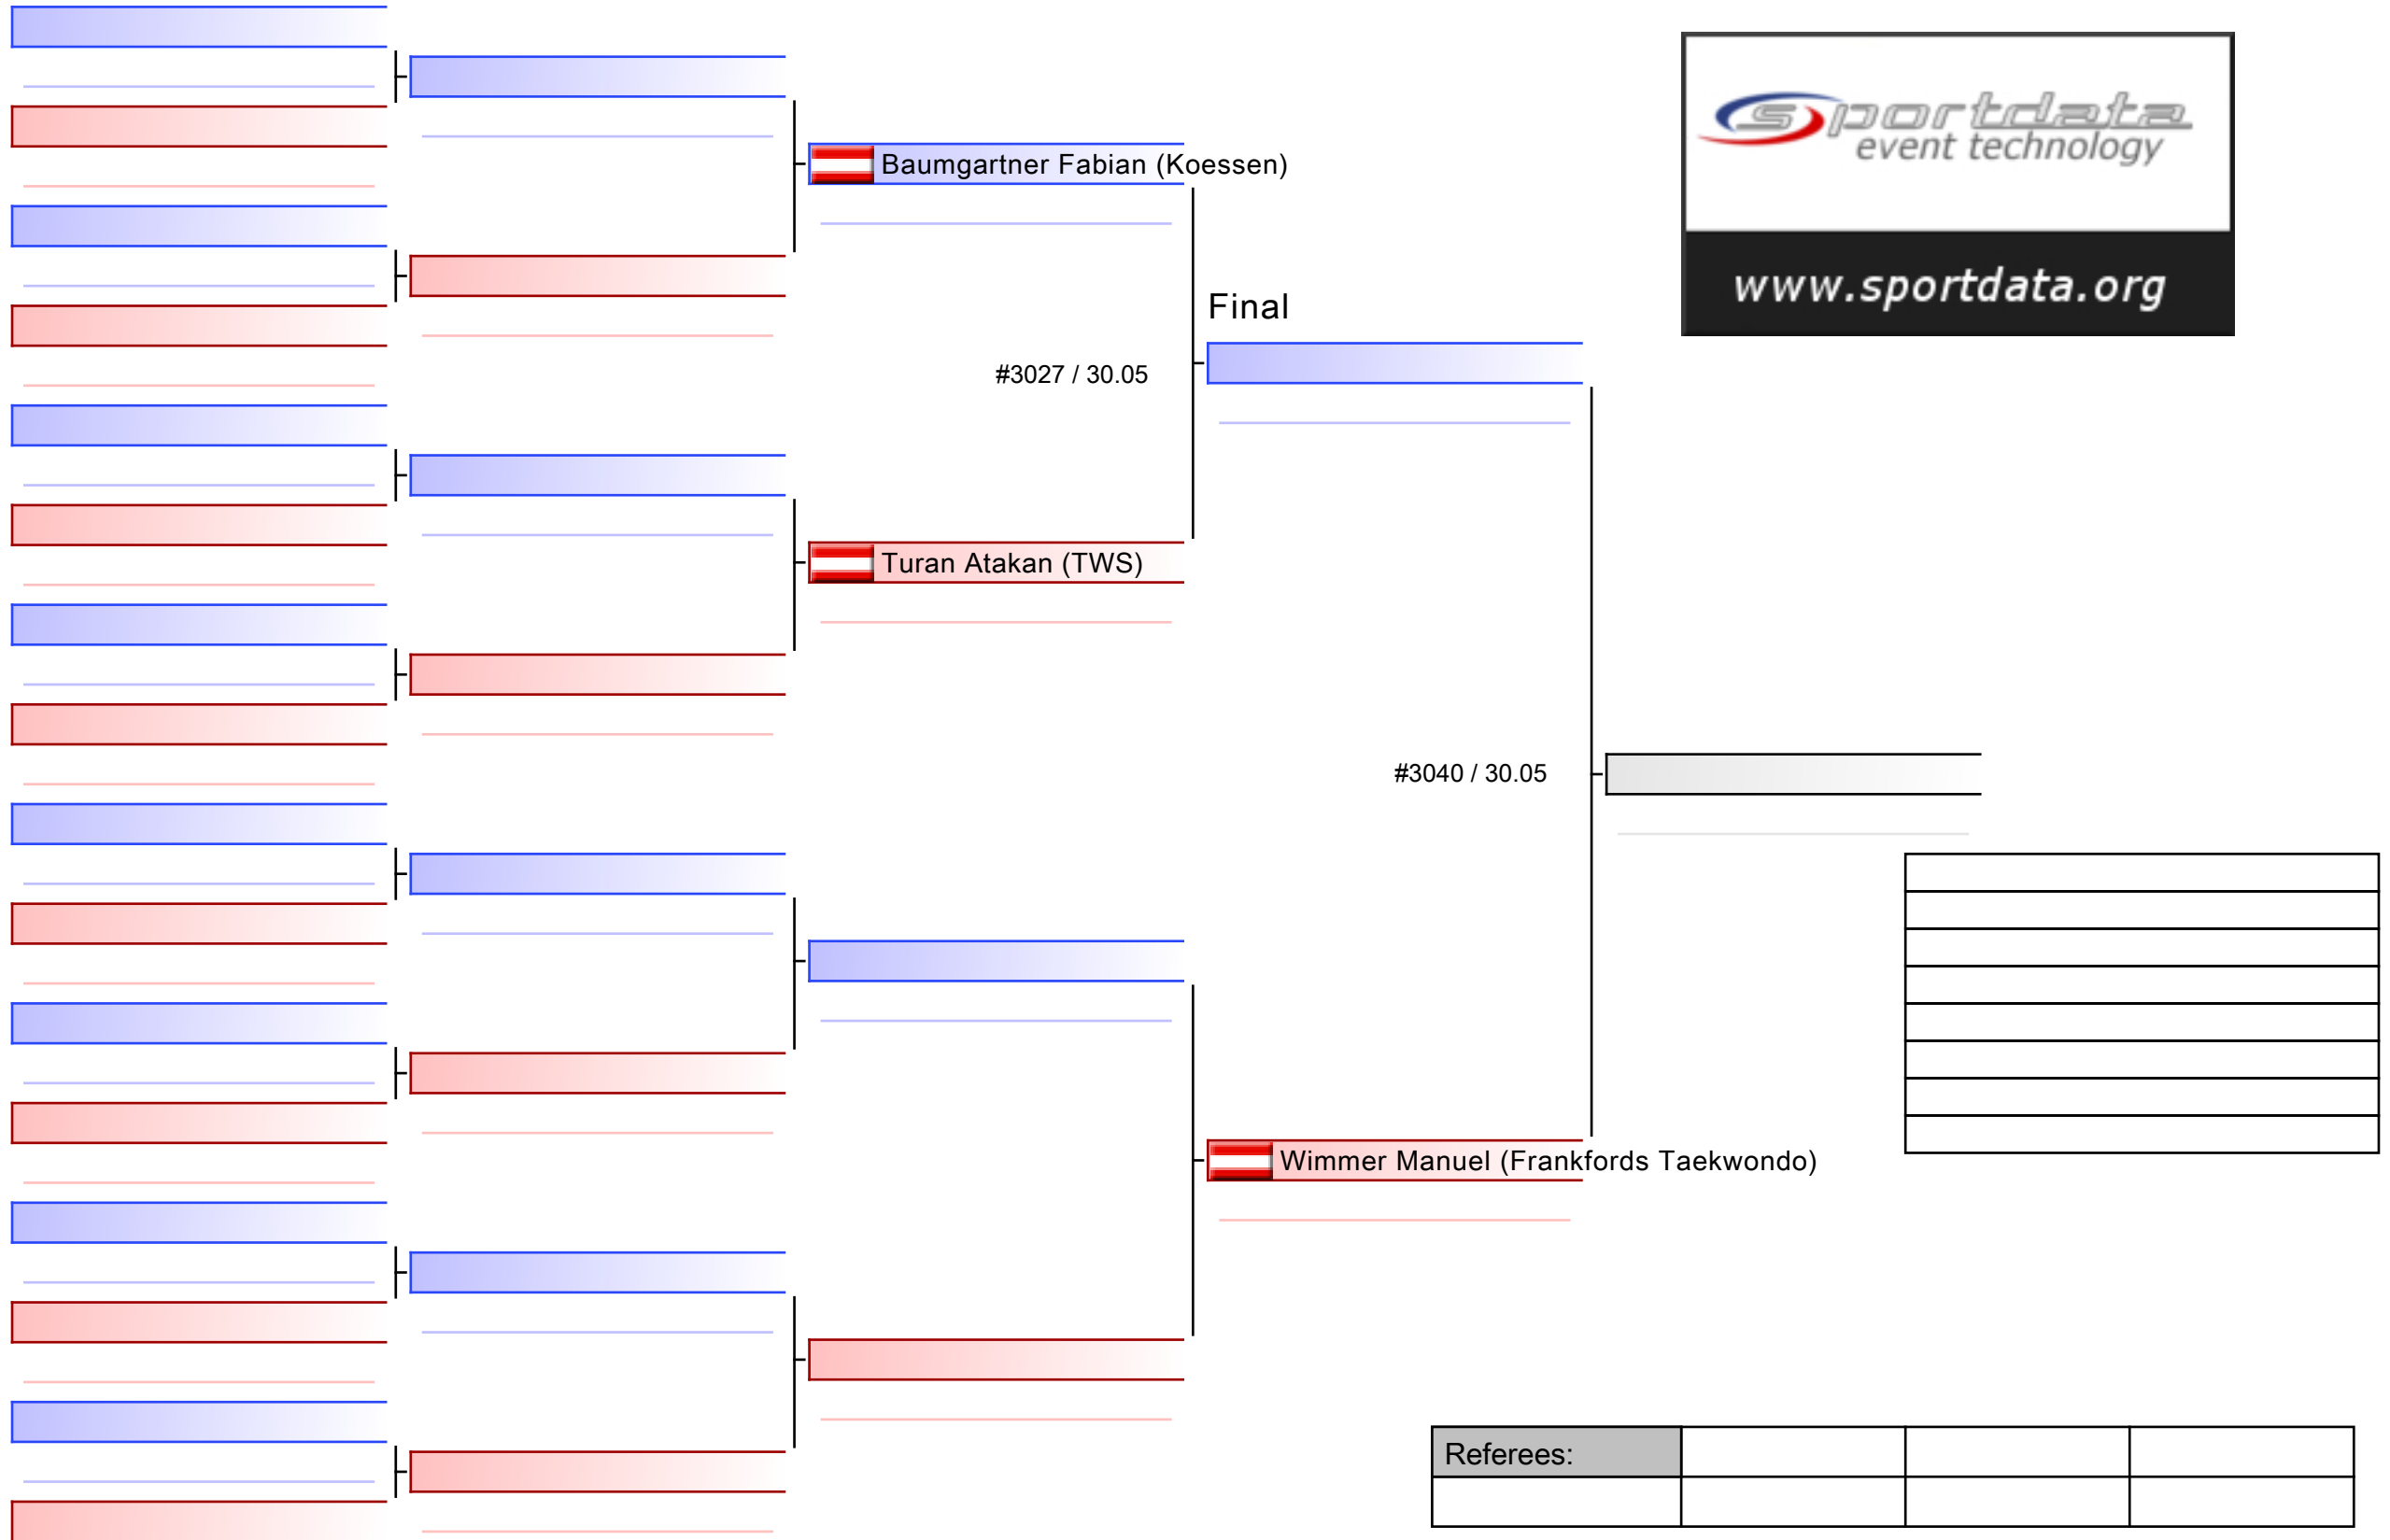 sportdata
event technology
www.sportdata.org
Baumgartner Fabian (Koessen)
Final
#3027 / 30.05
Turan Atakan (TWS)
#3040 / 30.05
Wimmer Manuel (Frankfords Taekwondo)
Referees: